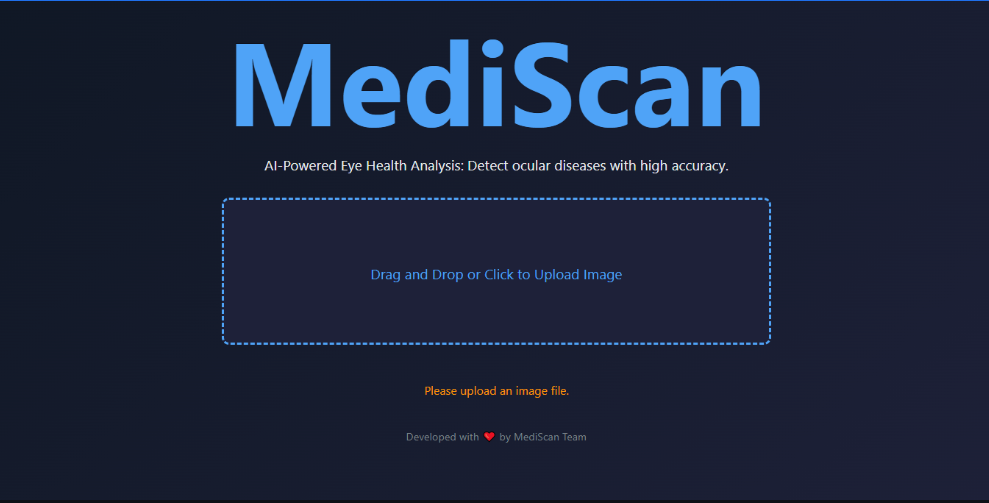 MediScan
AI-Powered Eye Health Analysis: Detect ocular diseases with high accuracy.
Drag and Drop or Click to Upload Image
Please upload an image file.
Developed with ❤️ by MediScan Team